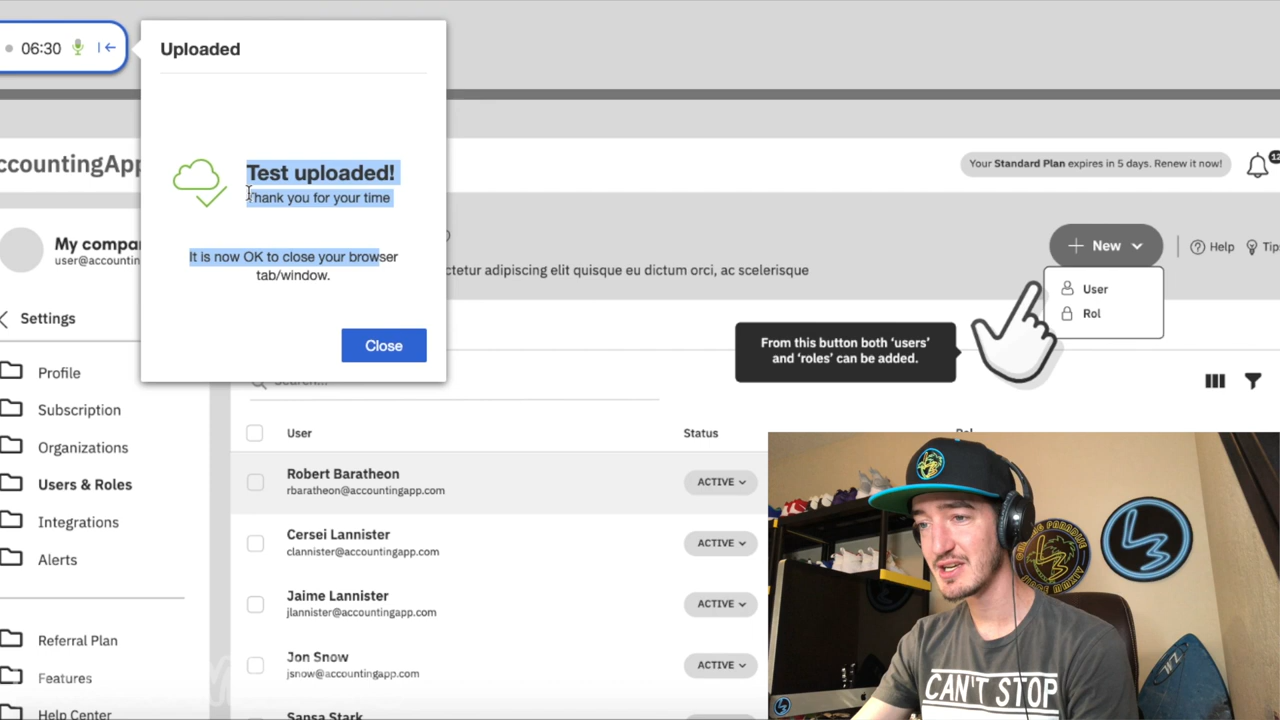 06:30
Uploaded
Test uploaded!
Thank you for your time
It is now OK to close your browser
tab/window.
Close
ccountingApp
Your Standard Plan expires in 5 days. Renew it now!
12
My compa
user@accountin
ctetur adipiscing elit quisque eu dictum orci, ac scelerisque
New
Help
Tips
User
Rol
From this button both ‘users’
and ‘roles’ can be added.
Settings
Profile
Subscription
Organizations
Users & Roles
Integrations
Alerts
Referral Plan
Features
Help Center
Search...
User
Status
Rol
Robert Baratheon
rbaratheon@accountingapp.com
ACTIVE
Cersei Lannister
clannister@accountingapp.com
ACTIVE
Jaime Lannister
jlannister@accountingapp.com
ACTIVE
Jon Snow
jsnow@accountingapp.com
ACTIVE
Sansa Stark
CAN'T STOP